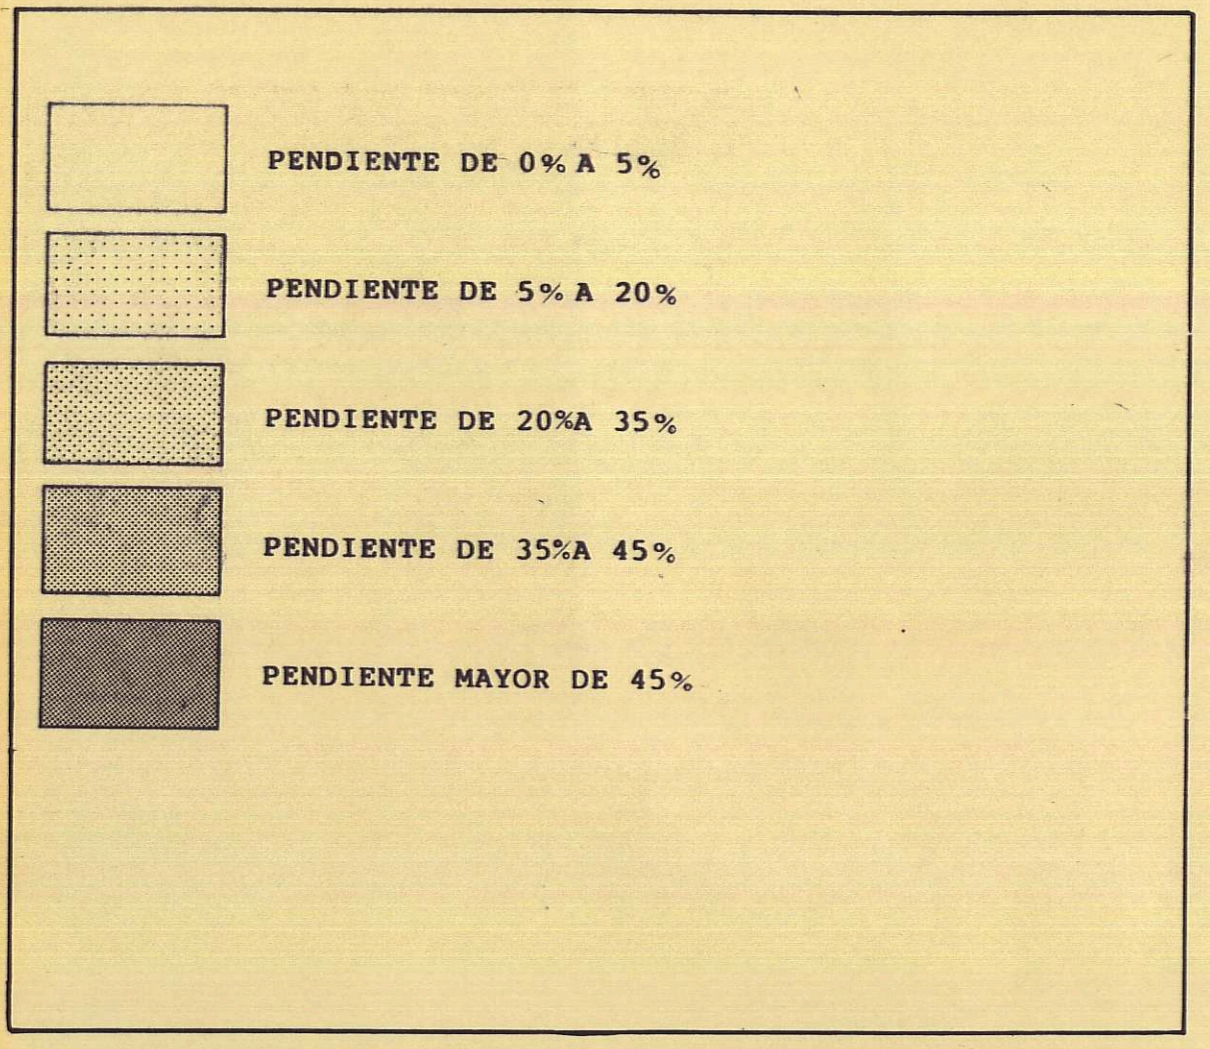 PENDIENTE DE 0% A 5%
PENDIENTE DE 5% A 20%
PENDIENTE DE 20%A 35%
PENDIENTE DE 35%A 45%
PENDIENTE MAYOR DE 45%